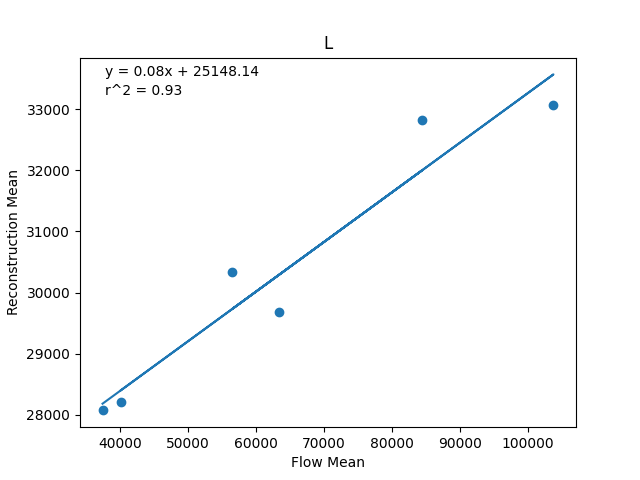 L
y = 0.08x + 25148.14
r^2 = 0.93
33000
32000
31000
30000
29000
28000
Reconstruction Mean
40000 50000 60000 70000 80000 90000 100000
Flow Mean